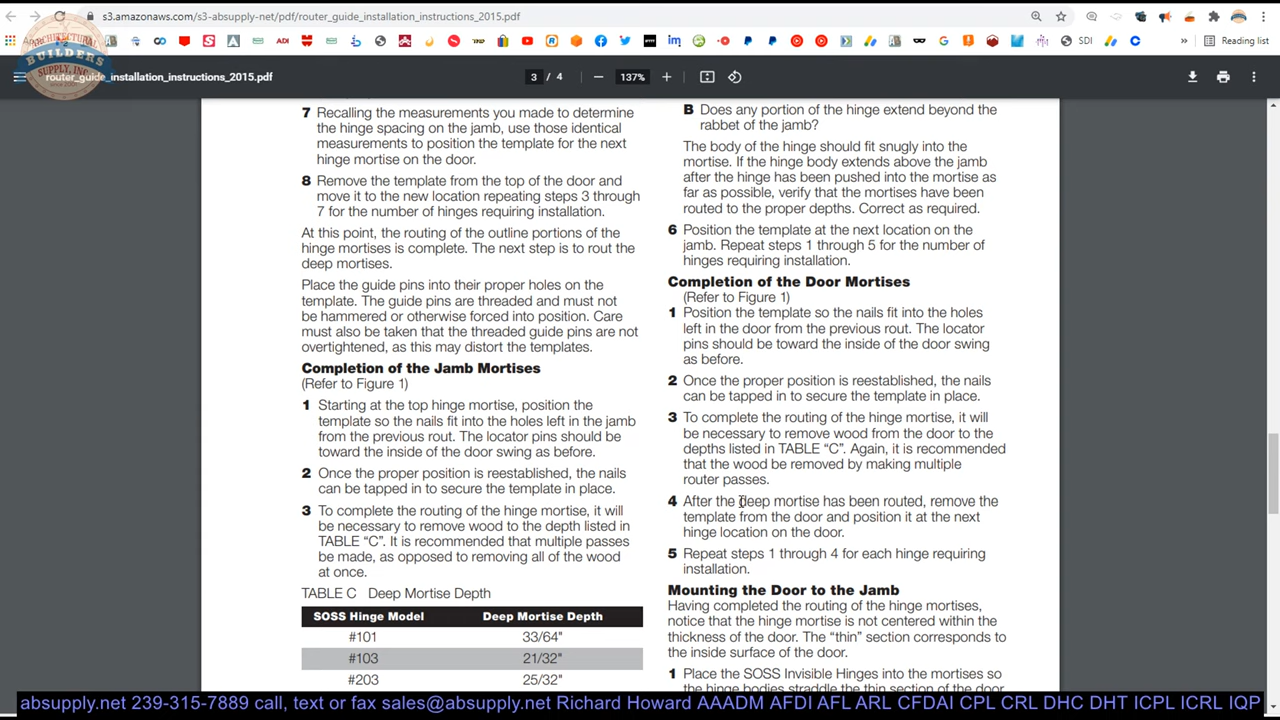 s3.amazonaws.com/s3-absupply-net/pdf/router_guide_installation_instructions_2015.pdf
Reading list
ARCHITECTURAL
BUILDERS
SUPPLY, INC.
router_guide_installation_instructions_2015.pdf
3 / 4
137%
7 Recalling the measurements you made to determine
the hinge spacing on the jamb, use those identical
measurements to position the template for the next
hinge mortise on the door.
8 Remove the template from the top of the door and
move it to the new location repeating steps 3 through
7 for the number of hinges requiring installation.
At this point, the routing of the outline portions of the
hinge mortises is complete. The next step is to rout the
deep mortises.
Place the guide pins into their proper holes on the
template. The guide pins are threaded and must not
be hammered or otherwise forced into position. Care
must also be taken that the threaded guide pins are not
overtightened, as this may distort the templates.
Completion of the Jamb Mortises
(Refer to Figure 1)
1 Starting at the top hinge mortise, position the
template so the nails fit into the holes left in the jamb
from the previous rout. The locator pins should be
toward the inside of the door swing as before.
2 Once the proper position is reestablished, the nails
can be tapped in to secure the template in place.
3 To complete the routing of the hinge mortise, it will
be necessary to remove wood to the depth listed in
TABLE “C”. It is recommended that multiple passes
be made, as opposed to removing all of the wood
at once.
TABLE C Deep Mortise Depth
SOSS Hinge Model Deep Mortise Depth
#101 33/64"
#103 21/32"
#203 25/32"
B Does any portion of the hinge extend beyond the
rabbet of the jamb?
The body of the hinge should fit snugly into the
mortise. If the hinge body extends above the jamb
after the hinge has been pushed into the mortise as
far as possible, verify that the mortises have been
routed to the proper depths. Correct as required.
6 Position the template at the next location on the
jamb. Repeat steps 1 through 5 for the number of
hinges requiring installation.
Completion of the Door Mortises
(Refer to Figure 1)
1 Position the template so the nails fit into the holes
left in the door from the previous rout. The locator
pins should be toward the inside of the door swing
as before.
2 Once the proper position is reestablished, the nails
can be tapped in to secure the template in place.
3 To complete the routing of the hinge mortise, it will
be necessary to remove wood from the door to the
depths listed in TABLE “C”. Again, it is recommended
that the wood be removed by making multiple
router passes.
4 After the deep mortise has been routed, remove the
template from the door and position it at the next
hinge location on the door.
5 Repeat steps 1 through 4 for each hinge requiring
installation.
Mounting the Door to the Jamb
Having completed the routing of the hinge mortises,
notice that the hinge mortise is not centered within the
thickness of the door. The “thin” section corresponds to
the inside surface of the door.
1 Place the SOSS Invisible Hinges into the mortises so
the hinge bodies straddle the thin section of the door
absupply.net 239-315-7889 call, text or fax sales@absupply.net Richard Howard AAADM AFDI AFL ARL CFDAI CPL CRL DHC DHT ICPL ICRL IQP